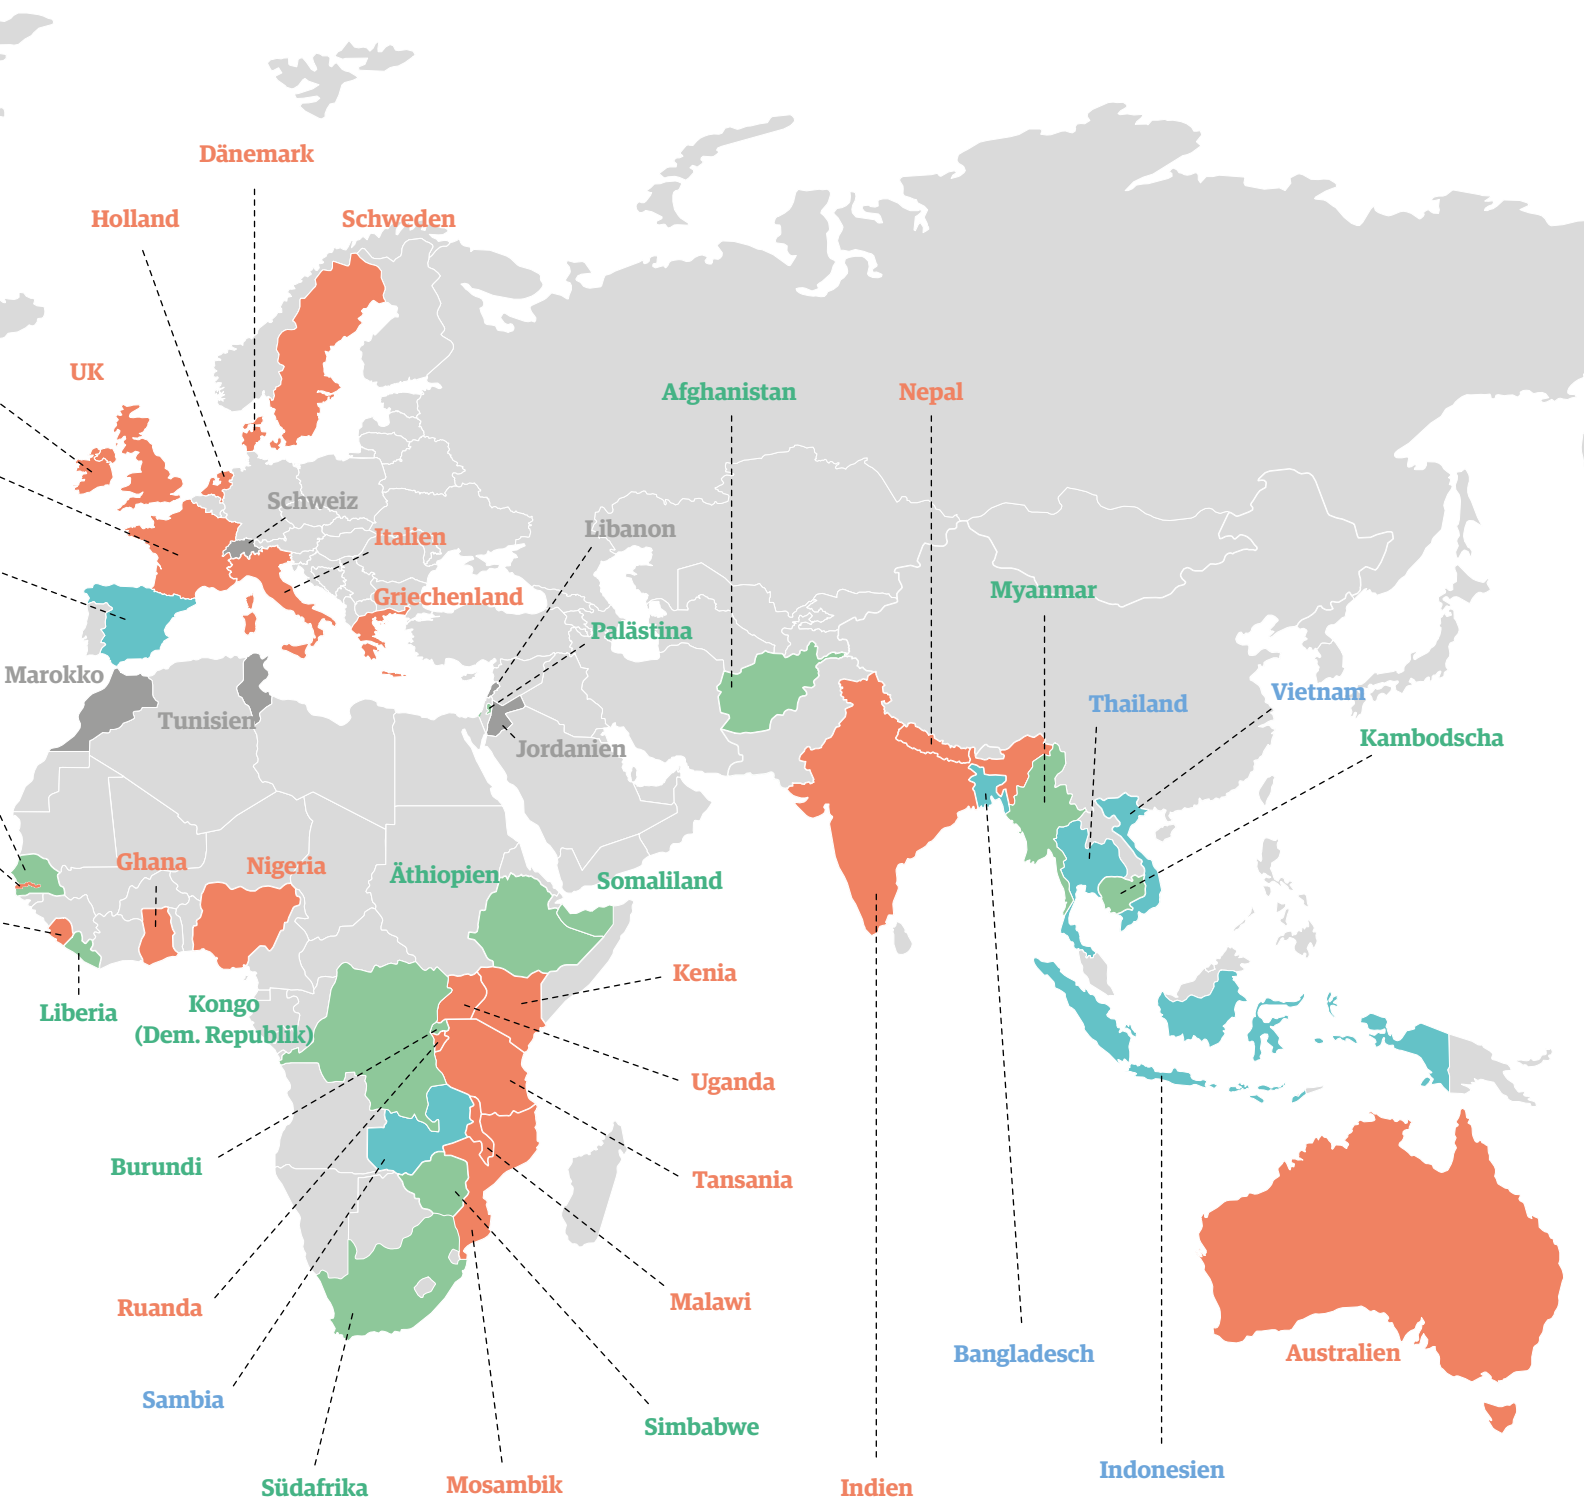 Dänemark
Holland
Schweden
UK
Afghanistan
Nepal
Schweiz
Libanon
Italien
Myanmar
Griechenland
Palästina
Marokko
Vietnam
Thailand
Tunisien
Kambodscha
Jordanien
Ghana
Nigeria
Äthiopien
Somaliland
Kenia
Liberia
Kongo
(Dem. Republik)
Uganda
Burundi
Tansania
Ruanda
Malawi
Bangladesch
Australien
Sambia
Simbabwe
Indonesien
Südafrika
Mosambik
Indien